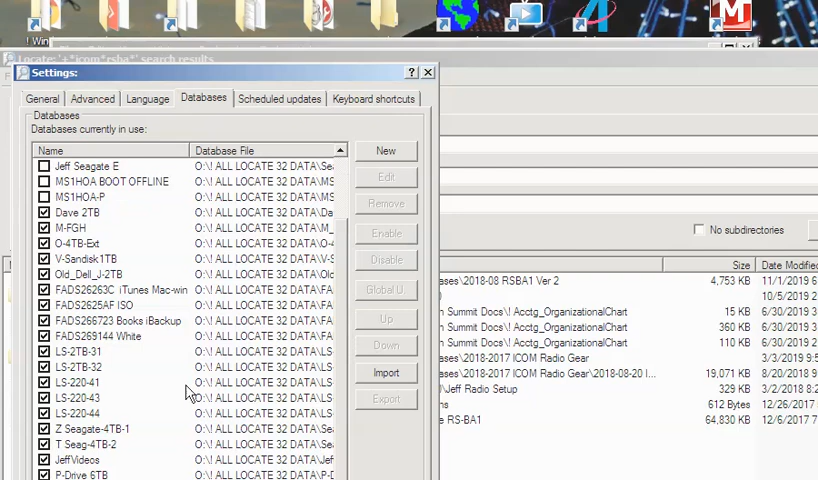 ! Win
Locate: '+*icom*rsba*' search results
Settings:
General Advanced Language Databases Scheduled updates Keyboard shortcuts
Databases
Databases currently in use:
Name Database File
Jeff Seagate E O:\! ALL LOCATE 32 DATA\Sea
MS1HOA BOOT OFFLINE O:\! ALL LOCATE 32 DATA\MS
MS1HOA-P O:\! ALL LOCATE 32 DATA\MS
Dave 2TB O:\! ALL LOCATE 32 DATA\Da
M-FGH O:\! ALL LOCATE 32 DATA\M_
O-4TB-Ext O:\! ALL LOCATE 32 DATA\O-
V-Sandisk1TB O:\! ALL LOCATE 32 DATA\V-S
Old_Dell_J-2TB O:\! ALL LOCATE 32 DATA\Old
FADS26263C iTunes Mac-win O:\! ALL LOCATE 32 DATA\FA
FADS2625AF ISO O:\! ALL LOCATE 32 DATA\FA
FADS266723 Books iBackup O:\! ALL LOCATE 32 DATA\FA
FADS269144 White O:\! ALL LOCATE 32 DATA\FA
LS-2TB-31 O:\! ALL LOCATE 32 DATA\LS-
LS-2TB-32 O:\! ALL LOCATE 32 DATA\LS-
LS-220-41 O:\! ALL LOCATE 32 DATA\LS-
LS-220-43 O:\! ALL LOCATE 32 DATA\LS-
LS-220-44 O:\! ALL LOCATE 32 DATA\LS-
Z Seagate-4TB-1 O:\! ALL LOCATE 32 DATA\Z-S
T Seag-4TB-2 O:\! ALL LOCATE 32 DATA\Se
JeffVideos O:\! ALL LOCATE 32 DATA\Jef
P-Drive 6TB O:\! ALL LOCATE 32 DATA\P-D
New
Edit
Remove
Enable
Disable
Global U
Up
Down
Import
Export
No subdirectories
Size Date Modified
ases\2018-08 RSBA1 Ver 2 4,753 KB 11/1/2019
) 10/5/2019
n Summit Docs\! Acctg_OrganizationalChart 15 KB 6/30/2019
n Summit Docs\! Acctg_OrganizationalChart 360 KB 6/30/2019
n Summit Docs\! Acctg_OrganizationalChart 110 KB 6/30/2019
ases\2018-2017 ICOM Radio Gear 3/3/2019
ases\2018-2017 ICOM Radio Gear\2018-08-20 I... 19,071 KB 8/20/2018
\Jeff Radio Setup 329 KB 3/2/2018
ms 612 Bytes 12/26/2017
e RS-BA1 64,830 KB 12/6/2017